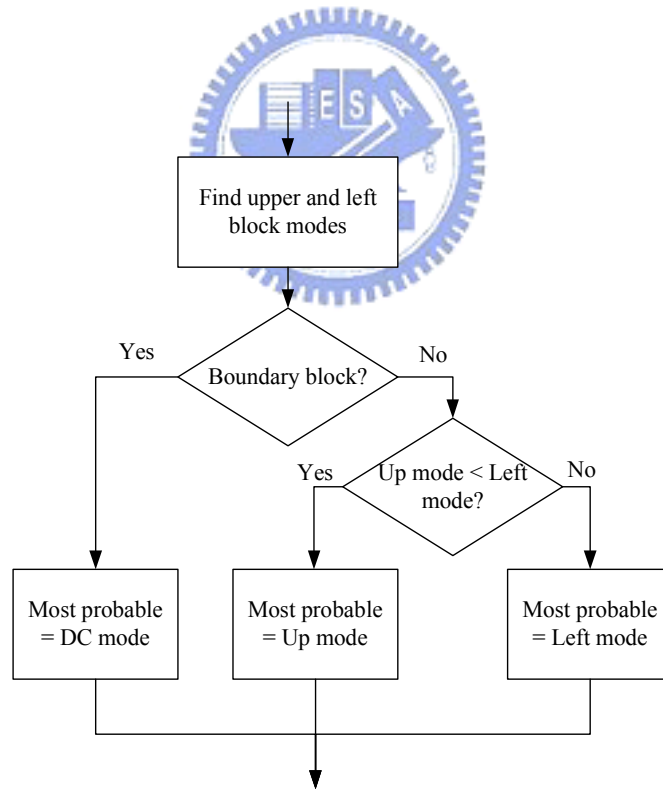 E S A
Find upper and left
block modes
Yes
No
Boundary block?
Yes
Up mode < Left
mode?
No
Most probable
= DC mode
Most probable
= Up mode
Most probable
= Left mode